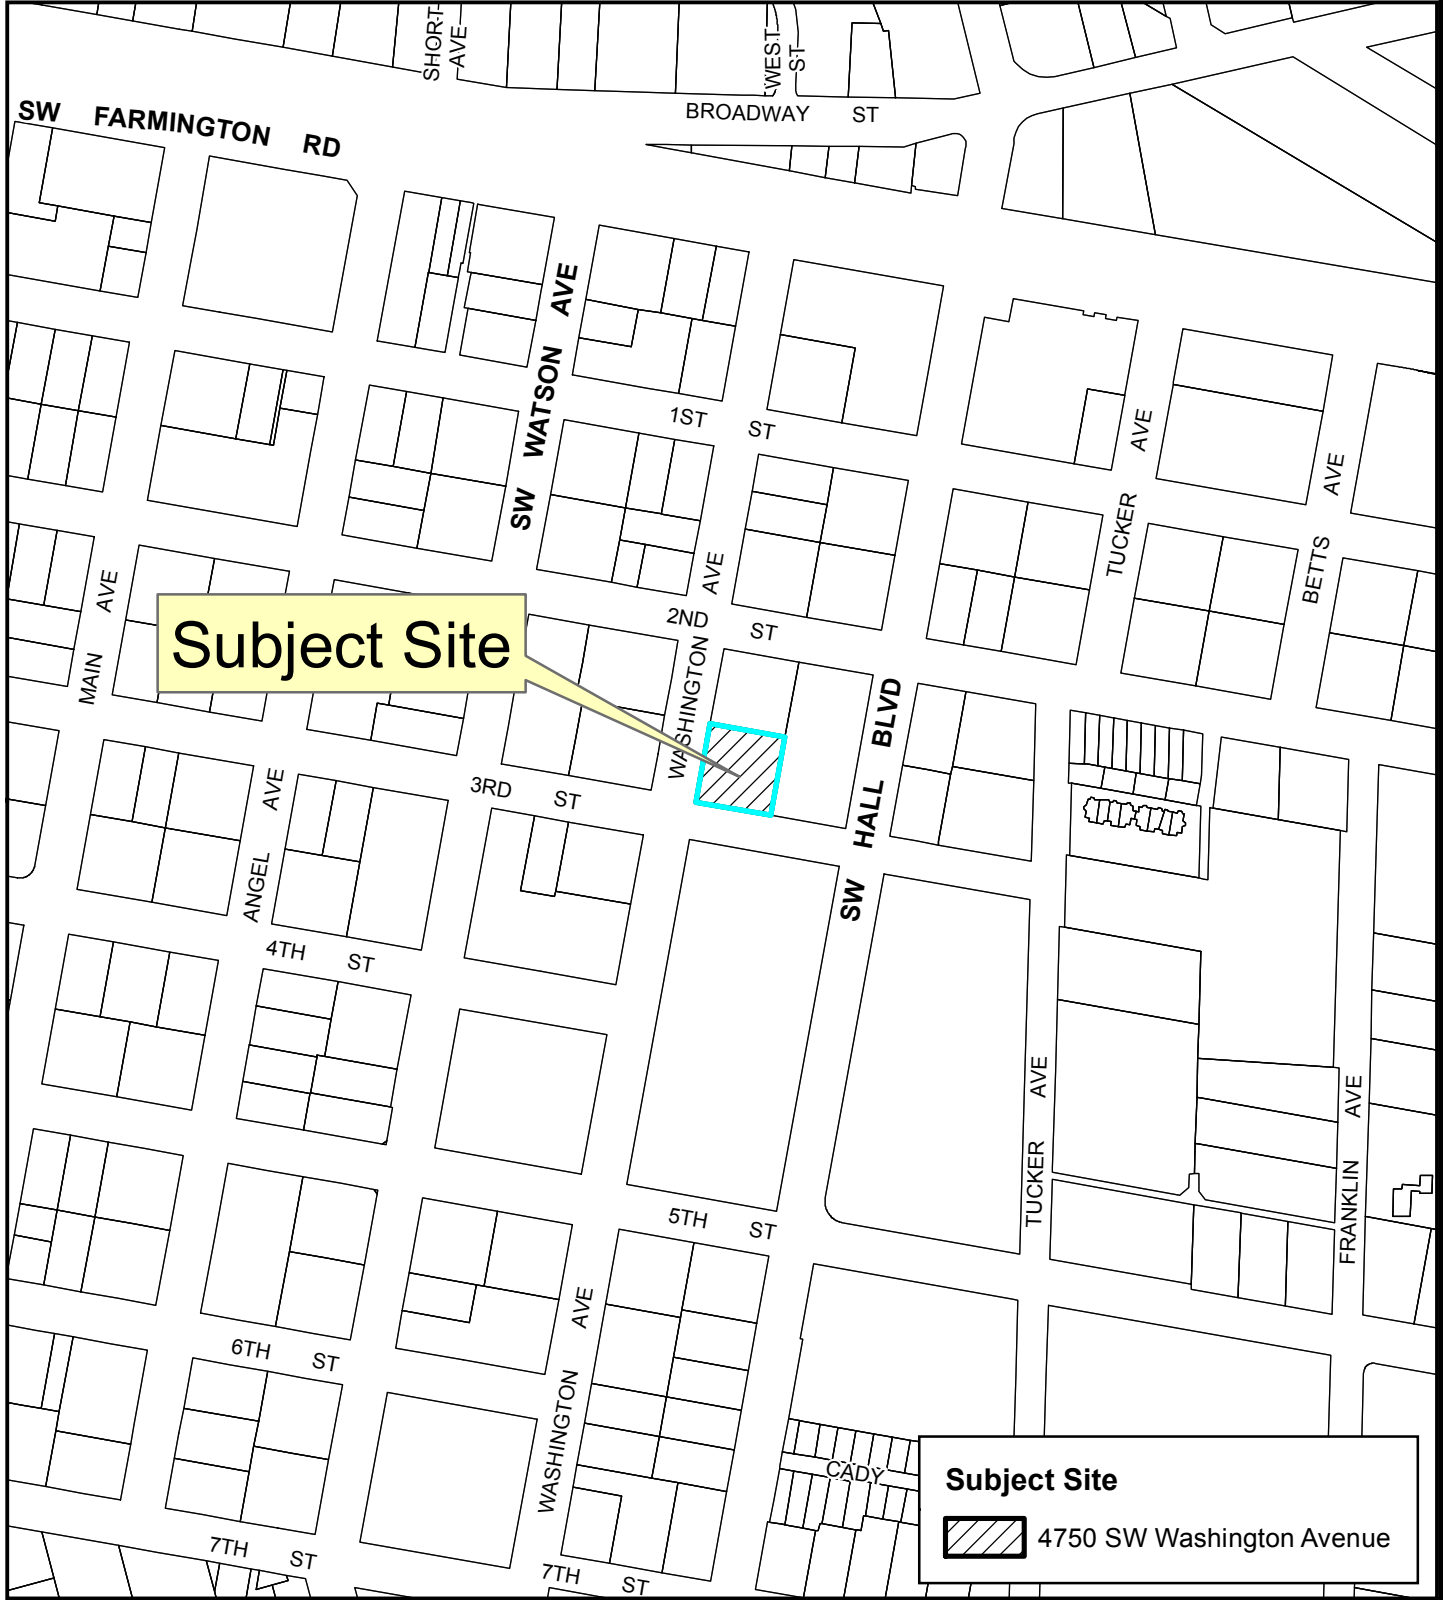 SHORT
AVE
WEST
ST
BROADWAY ST
SW FARMINGTON RD
SW WATSON AVE
1ST ST
TUCKER AVE
BETTS AVE
MAIN AVE
2ND ST
WASHINGTON AVE
Subject Site
SW HALL BLVD
3RD ST
ANGEL AVE
4TH ST
TUCKER AVE
FRANKLIN AVE
5TH ST
WASHINGTON AVE
6TH ST
CADY
7TH ST
7TH ST
Subject Site
4750 SW Washington Avenue